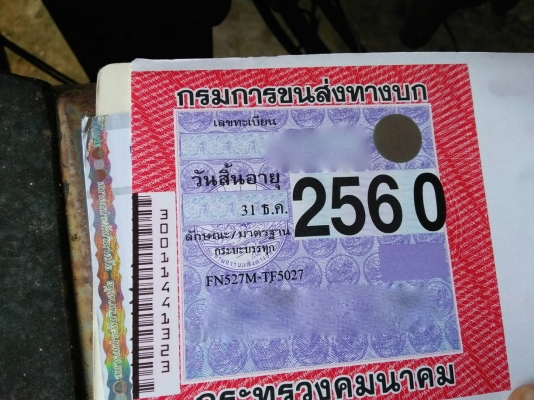 กรมการขนส่งทางบก
เลขทะเบียน
วันสิ้นอายุ
31 ธ.ค. 2560
ลักษณะ/มาตรฐาน
กระบะบรรทุก
FN527M-TF5027
30011441323
กระทรวงคมนาคม